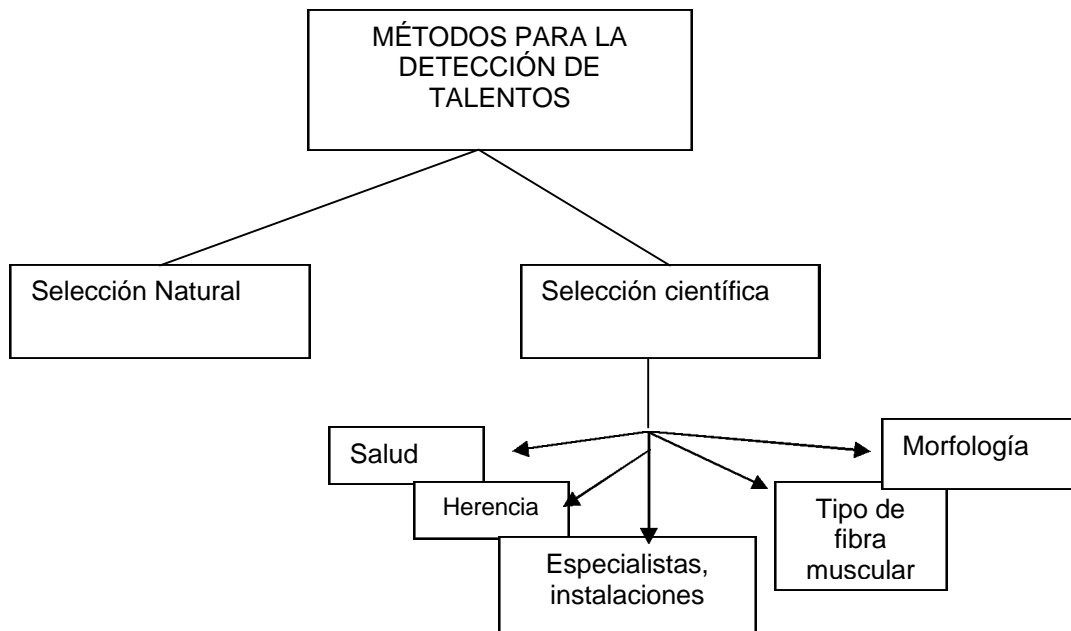 MÉTODOS PARA LA
DETECCIÓN DE
TALENTOS
Selección Natural
Selección científica
Salud
Herencia
Especialistas,
instalaciones
Tipo de
fibra
muscular
Morfología